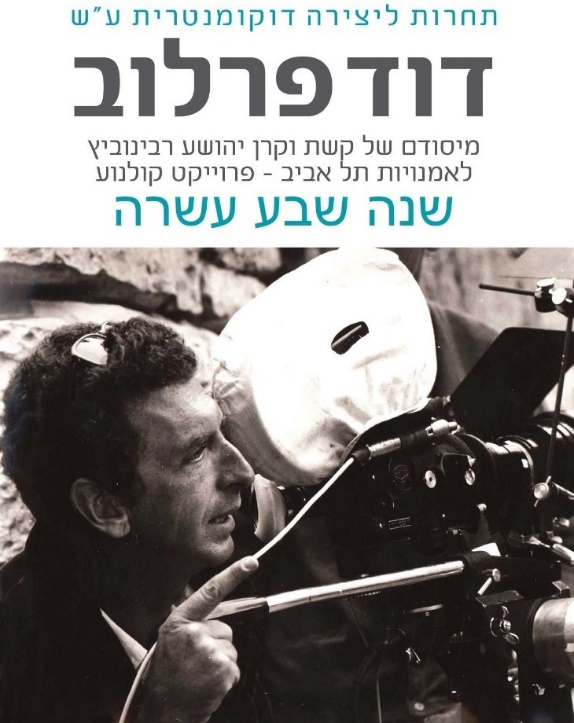 תחרות ליצירה דוקומנטרית ע"ש
דוד פרלוב
מיסודם של קשת וקרן יהושע רבינוביץ
לאמנויות תל אביב - פרוייקט קולנוע
שנה שבע עשרה